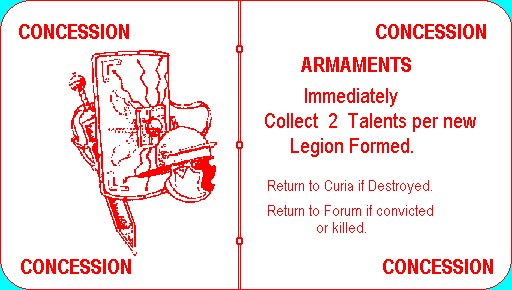 CONCESSION
CONCESSION
CONCESSION
ARMAMENTS
Immediately
Collect 2 Talents per new
Legion Formed.
Return to Curia if Destroyed.
Return to Forum if convicted
or killed.
CONCESSION